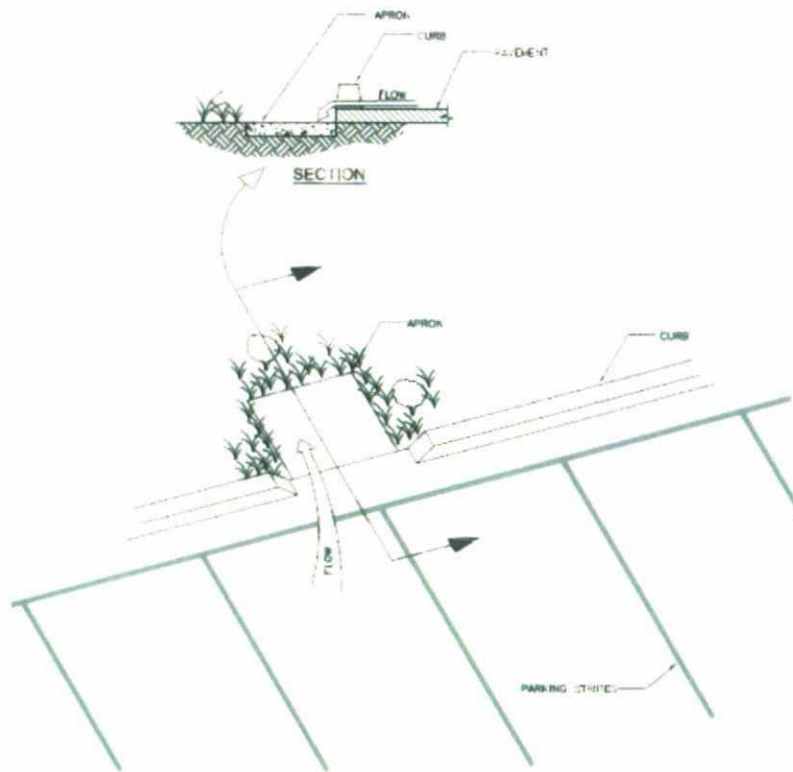 APRON
CURB
PAVEMENT
FLOW
SECTION
APRON
CURB
FLOW
PARKING STRIPES